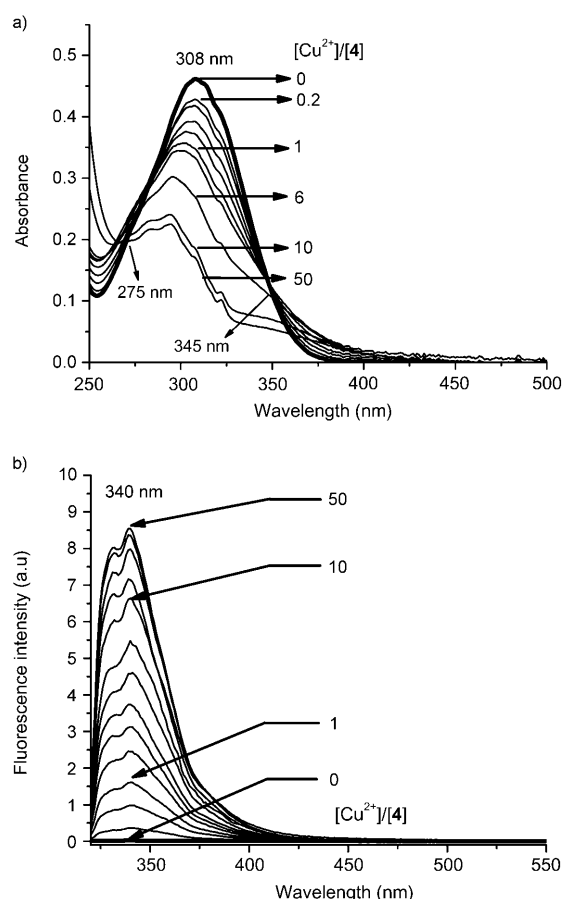 a)
308 nm
[Cu²⁺]/[4]
0
0.2
1
6
10
50
275 nm
345 nm
0.5
0.4
0.3
0.2
0.1
0.0
Absorbance
250 300 350 400 450 500
Wavelength (nm)
b)
340 nm
50
10
1
0
[Cu²⁺]/[4]
10
9
8
7
6
5
4
3
2
1
0
Fluorescence intensity (a.u)
350 400 450 500 550
Wavelength (nm)